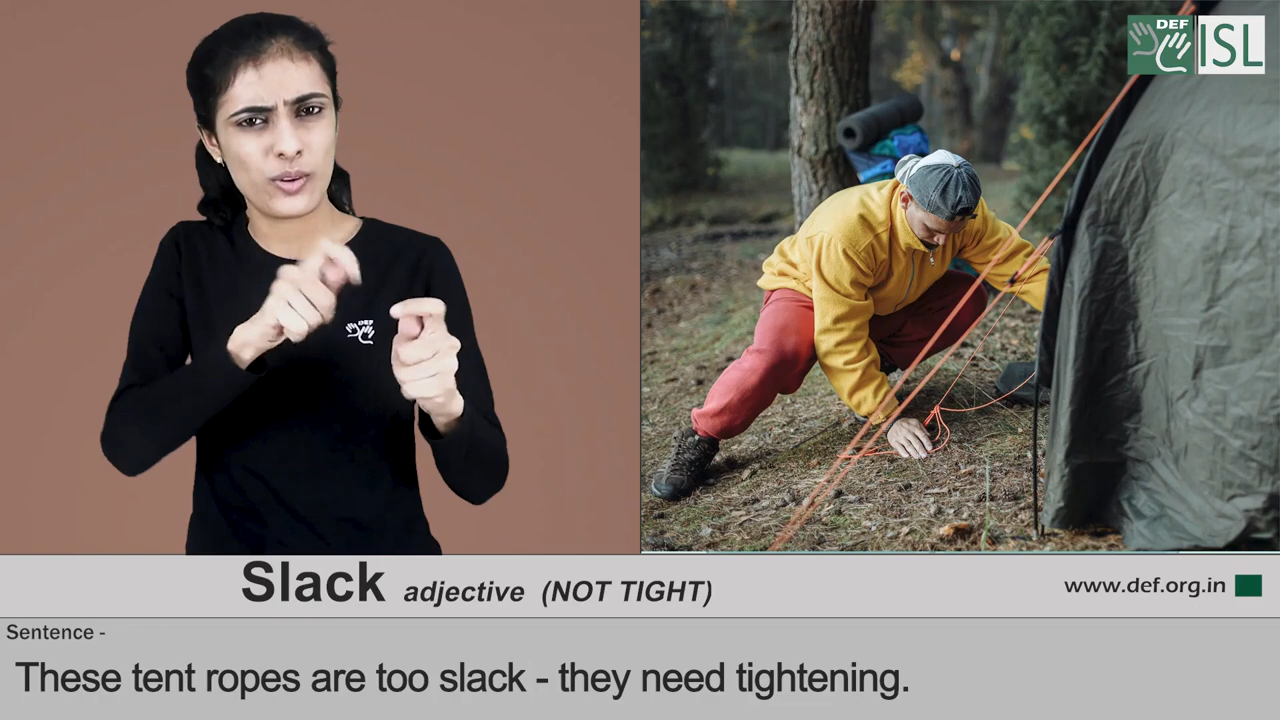 DEF
ISL
DEF
Slack adjective (NOT TIGHT)
www.def.org.in
Sentence -
These tent ropes are too slack - they need tightening.